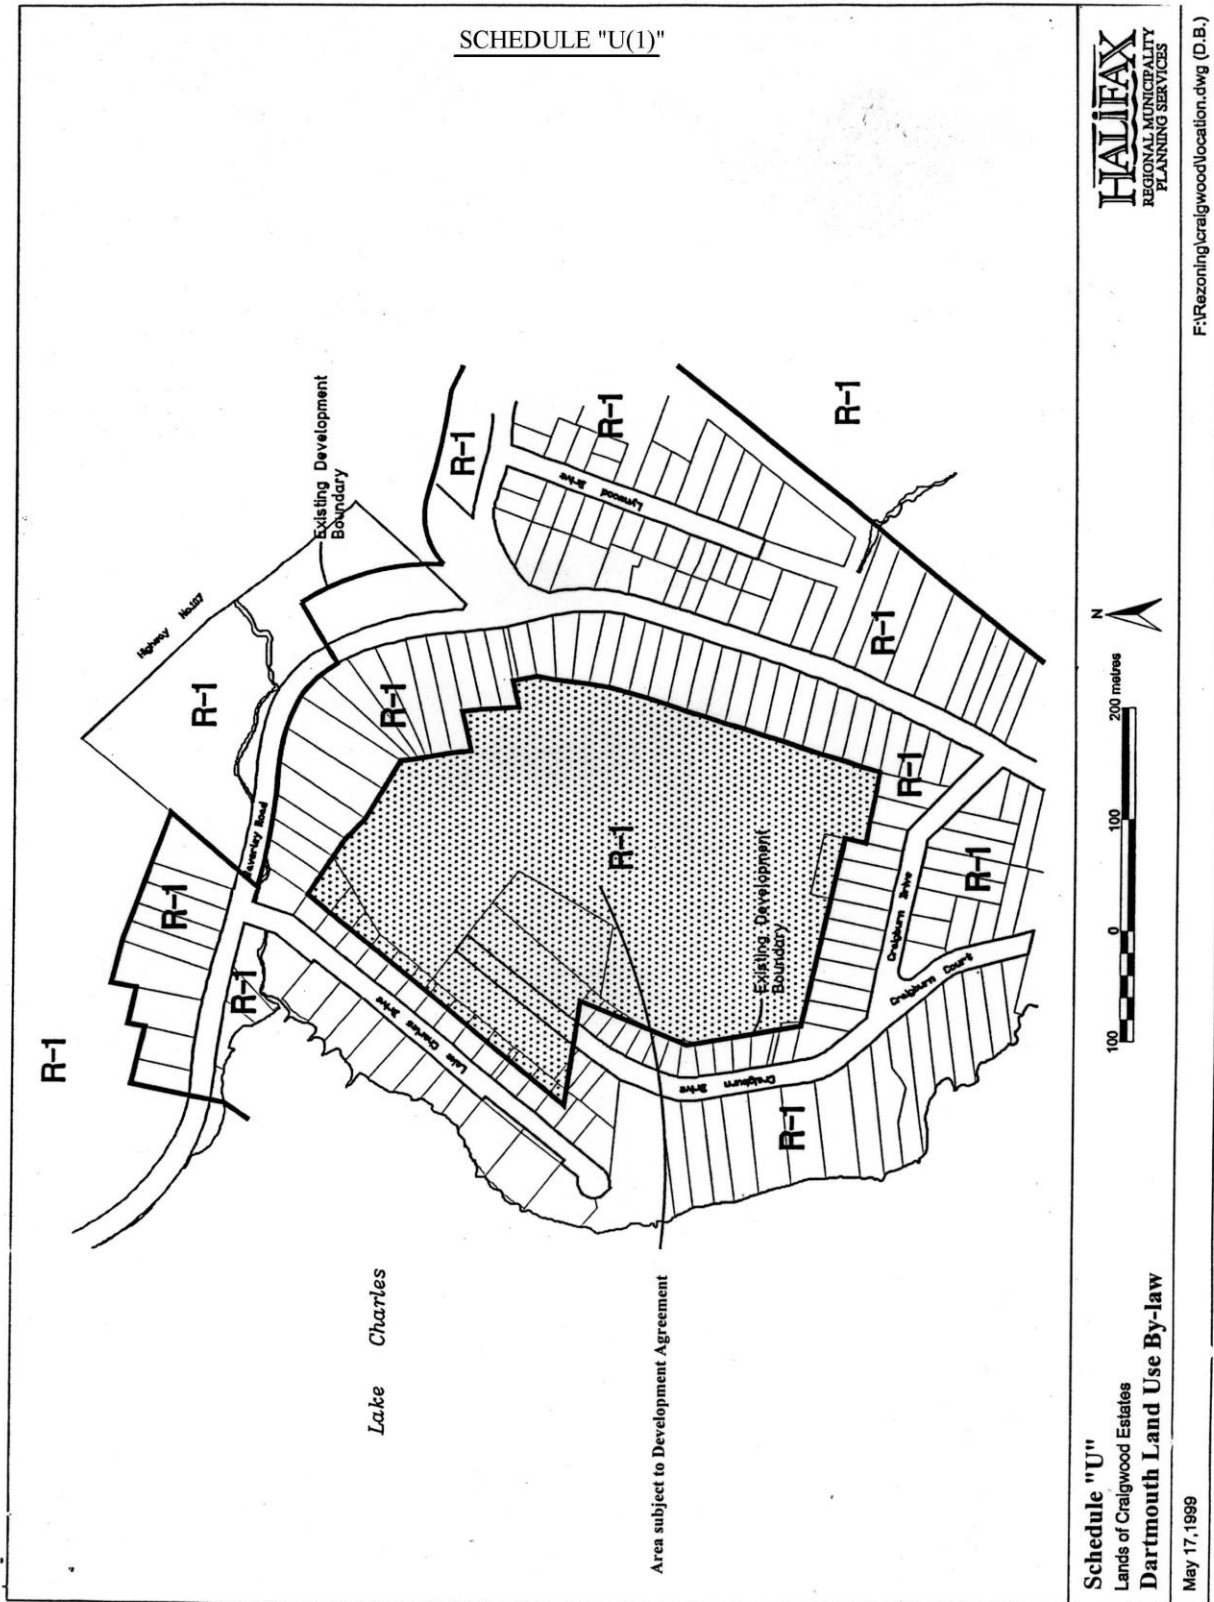 SCHEDULE "U(1)"
R-1
Highway No.107
R-1
Existing Development
Boundary
R-1
R-1
R-1
Waverley Road
R-1
R-1
Lynwood Drive
R-1
R-1
R-1
Existing Development
Boundary
Lake Charles Drive
Craigburn Drive
R-1
R-1
R-1
Craigburn Drive
Craigburn Court
Lake Charles
Area subject to Development Agreement
N
100 0 100 200 metres
Schedule "U"
Lands of Craigwood Estates
Dartmouth Land Use By-law
HALIFAX
REGIONAL MUNICIPALITY
PLANNING SERVICES
May 17,1999
F:\Rezoning\craigwood\location.dwg (D.B.)